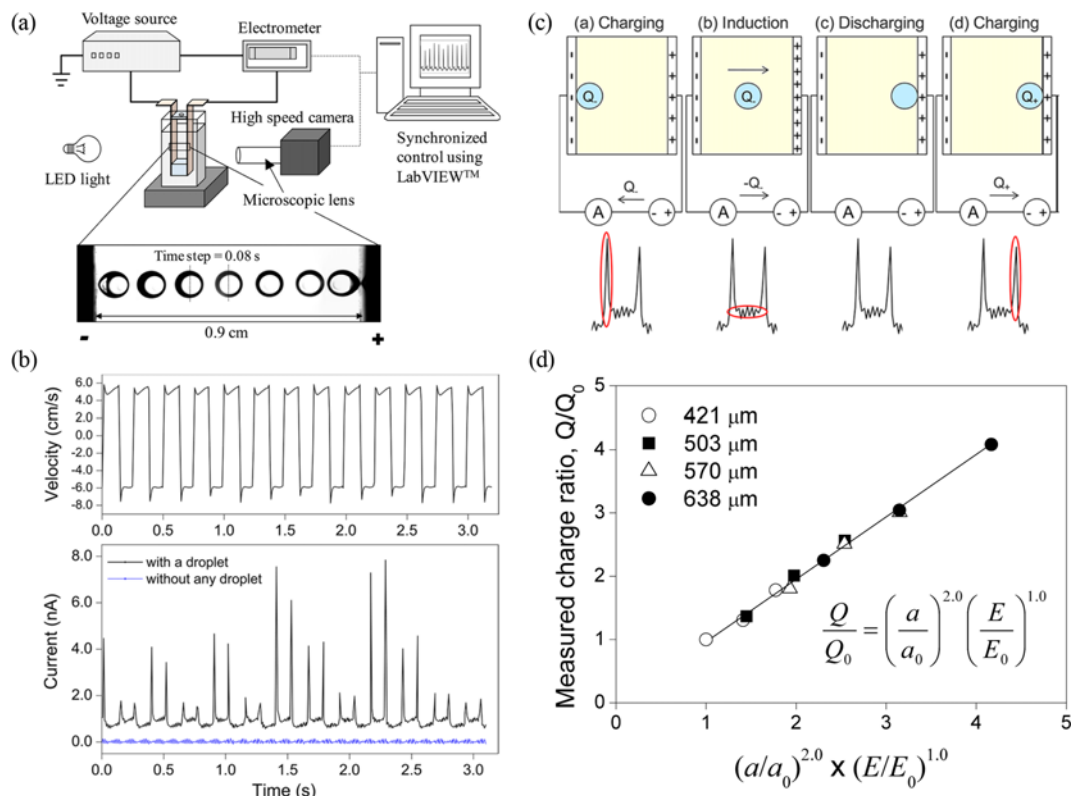 (a)
Voltage source
Electrometer
High speed camera
LED light
Microscopic lens
Synchronized
control using
LabVIEW™
Time step = 0.08 s
0.9 cm
- +
(b)
Velocity (cm/s)
6.0
4.0
2.0
0.0
-2.0
-4.0
-6.0
-8.0
0.0 0.5 1.0 1.5 2.0 2.5 3.0
Current (nA)
8.0
6.0
4.0
2.0
0.0
with a droplet
without any droplet
0.0 0.5 1.0 1.5 2.0 2.5 3.0
Time (s)
(c)
(a) Charging (b) Induction (c) Discharging (d) Charging
Q- Q- Q+
Q- -Q- Q+
A - + A - + A - + A - +
(d)
Measured charge ratio, Q/Q0
5
4
3
2
1
0
421 μm
503 μm
570 μm
638 μm
Q/Q0 = (a/a0)^2.0 (E/E0)^1.0
0 1 2 3 4 5
(a/a0)^2.0 x (E/E0)^1.0